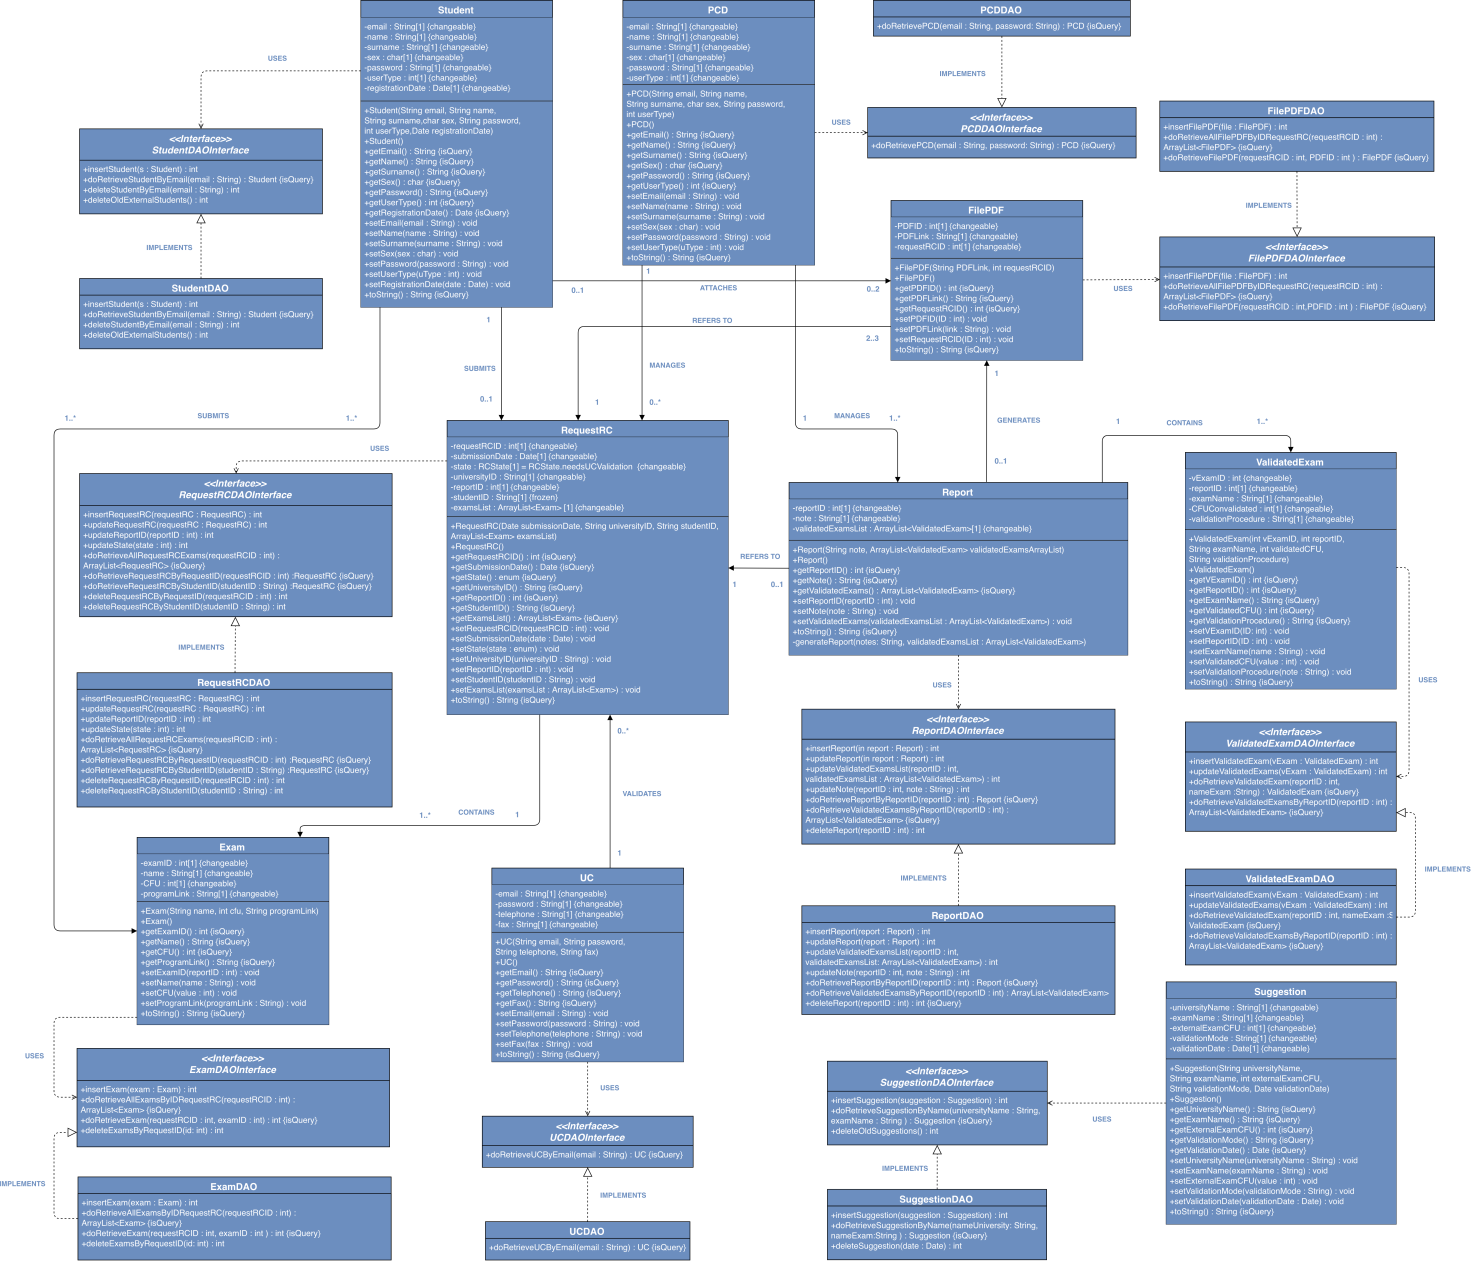 Student
-email : String[1] {changeable}
-name : String[1] {changeable}
-surname : String[1] {changeable}
-sex : char[1] {changeable}
-password : String[1] {changeable}
-userType : int[1] {changeable}
-registrationDate : Date[1] {changeable}
+Student(String email, String name,
String surname,char sex, String password,
int userType,Date registrationDate)
+Student()
+getEmail() : String {isQuery}
+getName() : String {isQuery}
+getSurname() : String {isQuery}
+getSex() : char {isQuery}
+getPassword() : String {isQuery}
+getUserType() : int {isQuery}
+getRegistrationDate() : Date {isQuery}
+setEmail(email : String) : void
+setName(name : String) : void
+setSurname(surname : String) : void
+setSex(sex : char) : void
+setPassword(password : String) : void
+setUserType(uType : int) : void
+setRegistrationDate(date : Date) : void
+toString() : String {isQuery}
PCD
-email : String[1] {changeable}
-name : String[1] {changeable}
-surname : String[1] {changeable}
-sex : char[1] {changeable}
-password : String[1] {changeable}
-userType : int[1] {changeable}
+PCD(String email, String name,
String surname, char sex, String password,
int userType)
+PCD()
+getEmail() : String {isQuery}
+getName() : String {isQuery}
+getSurname() : String {isQuery}
+getSex() : char {isQuery}
+getPassword() : String {isQuery}
+getUserType() : int {isQuery}
+setEmail(email : String) : void
+setName(name : String) : void
+setSurname(surname : String) : void
+setSex(sex : char) : void
+setPassword(password : String) : void
+setUserType(uType : int) : void
+toString() : String {isQuery}
PCDDAO
+doRetrievePCD(email : String, password: String) : PCD {isQuery}
IMPLEMENTS
USES
<<Interface>>
PCDDAOInterface
+doRetrievePCD(email : String, password: String) : PCD {isQuery}
FilePDFDAO
+insertFilePDF(file : FilePDF) : int
+doRetrieveAllFilePDFByIDRequestRC(requestRCID : int) :
ArrayList<FilePDF> {isQuery}
+doRetrieveFilePDF(requestRCID : int, PDFID : int ) : FilePDF {isQuery}
IMPLEMENTS
<<Interface>>
FilePDFDAOInterface
+insertFilePDF(file : FilePDF) : int
+doRetrieveAllFilePDFByIDRequestRC(requestRCID : int) :
ArrayList<FilePDF> {isQuery}
+doRetrieveFilePDF(requestRCID : int,PDFID : int ) : FilePDF {isQuery}
USES
FilePDF
-PDFID : int[1] {changeable}
-PDFLink : String[1] {changeable}
-requestRCID : int[1] {changeable}
+FilePDF(String PDFLink, int requestRCID)
+FilePDF()
+getPDFID() : int {isQuery}
+getPDFLink() : String {isQuery}
+getRequestRCID() : int {isQuery}
+setPDFID(ID : int) : void
+setPDFLink(link : String) : void
+setRequestRCID(ID : int) : void
+toString() : String {isQuery}
USES
<<Interface>>
StudentDAOInterface
+insertStudent(s : Student) : int
+doRetrieveStudentByEmail(email : String) : Student {isQuery}
+deleteStudentByEmail(email : String) : int
+deleteOldExternalStudents() : int
IMPLEMENTS
StudentDAO
+insertStudent(s : Student) : int
+doRetrieveStudentByEmail(email : String) : Student {isQuery}
+deleteStudentByEmail(email : String) : int
+deleteOldExternalStudents() : int
0..1
ATTACHES
0..2
1
REFERS TO
2..3
1
1
SUBMITS
0..1
MANAGES
0..*
1..*
SUBMITS
1..*
1
MANAGES
1..*
1
GENERATES
0..1
1
CONTAINS
1..*
USES
<<Interface>>
RequestRCDAOInterface
+insertRequestRC(requestRC : RequestRC) : int
+updateRequestRC(requestRC : RequestRC) : int
+updateReportID(reportID : int) : int
+updateState(state : int) : int
+doRetrieveAllRequestRCExams(requestRCID : int) :
ArrayList<RequestRC> {isQuery}
+doRetrieveRequestRCByRequestID(requestRCID : int) :RequestRC {isQuery}
+doRetrieveRequestRCByStudentID(studentID : String) :RequestRC {isQuery}
+deleteRequestRCByRequestID(requestRCID : int) : int
+deleteRequestRCByStudentID(studentID : String) : int
IMPLEMENTS
RequestRCDAO
+insertRequestRC(requestRC : RequestRC) : int
+updateRequestRC(requestRC : RequestRC) : int
+updateReportID(reportID : int) : int
+updateState(state : int) : int
+doRetrieveAllRequestRCExams(requestRCID : int) :
ArrayList<RequestRC> {isQuery}
+doRetrieveRequestRCByRequestID(requestRCID : int) :RequestRC {isQuery}
+doRetrieveRequestRCByStudentID(studentID : String) :RequestRC {isQuery}
+deleteRequestRCByRequestID(requestRCID : int) : int
+deleteRequestRCByStudentID(studentID : String) : int
RequestRC
-requestRCID : int[1] {changeable}
-submissionDate : Date[1] {changeable}
-state : RCState[1] = RCState.needsUCValidation {changeable}
-universityID : String[1] {changeable}
-reportID : int[1] {changeable}
-studentID : String[1] {frozen}
-examsList : ArrayList<Exam> [1] {changeable}
+RequestRC(Date submissionDate, String universityID, String studentID,
ArrayList<Exam> examsList)
+RequestRC()
+getRequestRCID() : int {isQuery}
+getSubmissionDate() : Date {isQuery}
+getState() : enum {isQuery}
+getUniversityID() : String {isQuery}
+getReportID() : int {isQuery}
+getStudentID() : String {isQuery}
+getExamsList() : ArrayList<Exam> {isQuery}
+setRequestRCID(requestRCID : int) : void
+setSubmissionDate(date : Date) : void
+setState(state : enum) : void
+setUniversityID(universityID : String) : void
+setReportID(reportID : int) : void
+setStudentID(studentID : String) : void
+setExamsList(examsList : ArrayList<Exam>) : void
+toString() : String {isQuery}
REFERS TO
1
0..1
Report
-reportID : int[1] {changeable}
-note : String[1] {changeable}
-validatedExamsList : ArrayList<ValidatedExam>[1] {changeable}
+Report(String note, ArrayList<ValidatedExam> validatedExamsArrayList)
+Report()
+getReportID() : int {isQuery}
+getNote() : String {isQuery}
+getValidatedExams() : ArrayList<ValidatedExam> {isQuery}
+setReportID(reportID : int) : void
+setNote(note : String) : void
+setValidatedExams(validatedExamsList : ArrayList<ValidatedExam>) : void
+toString() : String {isQuery}
-generateReport(notes: String, validatedExamsList : ArrayList<ValidatedExam>)
USES
<<Interface>>
ReportDAOInterface
+insertReport(in report : Report) : int
+updateReport(in report : Report) : int
+updateValidatedExamsList(reportID : int,
validatedExamsList : ArrayList<ValidatedExam>) : int
+updateNote(reportID : int, note : String) : int
+doRetrieveReportByReportID(reportID : int) : Report {isQuery}
+doRetrieveValidatedExamsByReportID(reportID : int) :
ArrayList<ValidatedExam> {isQuery}
+deleteReport(reportID : int) : int
IMPLEMENTS
ReportDAO
+insertReport(report : Report) : int
+updateReport(report : Report) : int
+updateValidatedExamsList(reportID : int,
validatedExamsList: ArrayList<ValidatedExam>) : int
+updateNote(reportID : int, note : String) : int
+doRetrieveReportByReportID(reportID : int) : Report {isQuery}
+doRetrieveValidatedExamsByReportID(reportID : int) : ArrayList<ValidatedExam>
+deleteReport(reportID : int) : int {isQuery}
ValidatedExam
-vExamID : int {changeable}
-reportID : int[1] {changeable}
-examName : String[1] {changeable}
-CFUConvalidated : int[1] {changeable}
-validationProcedure : String[1] {changeable}
+ValidatedExam(int vExamID, int reportID,
String examName, int validatedCFU,
String validationProcedure)
+ValidatedExam()
+getVExamID() : int {isQuery}
+getReportID() : int {isQuery}
+getExamName() : String {isQuery}
+getValidatedCFU() : int {isQuery}
+getValidationProcedure() : String {isQuery}
+setVExamID(ID: int) : void
+setReportID(ID : int) : void
+setExamName(name : String) : void
+setValidatedCFU(value : int) : void
+setValidationProcedure(note : String) : void
+toString() : String {isQuery}
USES
<<Interface>>
ValidatedExamDAOInterface
+insertValidatedExam(vExam : ValidatedExam) : int
+updateValidatedExams(vExam : ValidatedExam) : int
+doRetrieveValidatedExam(reportID : int,
nameExam :String) : ValidatedExam {isQuery}
+doRetrieveValidatedExamsByReportID(reportID : int) :
ArrayList<ValidatedExam> {isQuery}
IMPLEMENTS
ValidatedExamDAO
+insertValidatedExam(vExam : ValidatedExam) : int
+updateValidatedExams(vExam : ValidatedExam) : int
+doRetrieveValidatedExam(reportID : int, nameExam :S
ValidatedExam {isQuery}
+doRetrieveValidatedExamsByReportID(reportID : int) :
ArrayList<ValidatedExam> {isQuery}
1..*
CONTAINS
1
0..*
VALIDATES
1
Exam
-examID : int[1] {changeable}
-name : String[1] {changeable}
-CFU : int[1] {changeable}
-programLink : String[1] {changeable}
+Exam(String name, int cfu, String programLink)
+Exam()
+getExamID() : int {isQuery}
+getName() : String {isQuery}
+getCFU() : int {isQuery}
+getProgramLink() : String {isQuery}
+setExamID(reportID : int) : void
+setName(name : String) : void
+setCFU(value : int) : void
+setProgramLink(programLink : String) : void
+toString() : String {isQuery}
USES
<<Interface>>
ExamDAOInterface
+insertExam(exam : Exam) : int
+doRetrieveAllExamsByIDRequestRC(requestRCID : int) :
ArrayList<Exam> {isQuery}
+doRetrieveExam(requestRCID : int, examID : int) : int {isQuery}
+deleteExamsByRequestID(id: int) : int
IMPLEMENTS
ExamDAO
+insertExam(exam : Exam) : int
+doRetrieveAllExamsByIDRequestRC(requestRCID : int) :
ArrayList<Exam> {isQuery}
+doRetrieveExam(requestRCID : int, examID : int ) : int {isQuery}
+deleteExamsByRequestID(id: int) : int
UC
-email : String[1] {changeable}
-password : String[1] {changeable}
-telephone : String[1] {changeable}
-fax : String[1] {changeable}
+UC(String email, String password,
String telephone, String fax)
+UC()
+getEmail() : String {isQuery}
+getPassword() : String {isQuery}
+getTelephone() : String {isQuery}
+getFax() : String {isQuery}
+setEmail(email : String) : void
+setPassword(password : String) : void
+setTelephone(telephone : String) : void
+setFax(fax : String) : void
+toString() : String {isQuery}
USES
<<Interface>>
UCDAOInterface
+doRetrieveUCByEmail(email : String) : UC {isQuery}
IMPLEMENTS
UCDAO
+doRetrieveUCByEmail(email : String) : UC {isQuery}
<<Interface>>
SuggestionDAOInterface
+insertSuggestion(suggestion : Suggestion) : int
+doRetrieveSuggestionByName(universityName : String,
examName : String ) : Suggestion {isQuery}
+deleteOldSuggestions() : int
USES
IMPLEMENTS
SuggestionDAO
+insertSuggestion(suggestion : Suggestion) : int
+doRetrieveSuggestionByName(nameUniversity: String,
nameExam:String ) : Suggestion {isQuery}
+deleteSuggestion(date : Date) : int
Suggestion
-universityName : String[1] {changeable}
-examName : String[1] {changeable}
-externalExamCFU : int[1] {changeable}
-validationMode : String[1] {changeable}
-validationDate : Date[1] {changeable}
+Suggestion(String universityName,
String examName, int externalExamCFU,
String validationMode, Date validationDate)
+Suggestion()
+getUniversityName() : String {isQuery}
+getExamName() : String {isQuery}
+getExternalExamCFU() : int {isQuery}
+getValidationMode() : String {isQuery}
+getValidationDate() : Date {isQuery}
+setUniversityName(universityName : String) : void
+setExamName(examName : String) : void
+setExternalExamCFU(value : int) : void
+setValidationMode(validationMode : String) : void
+setValidationDate(validationDate : Date) : void
+toString() : String {isQuery}